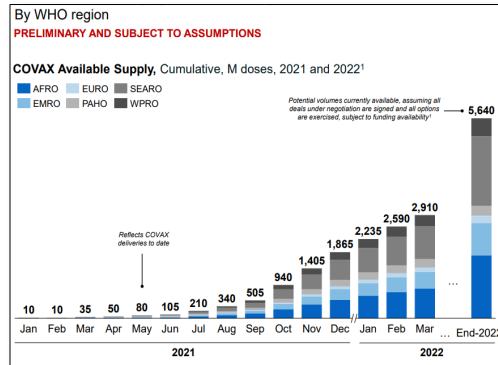 By WHO region
PRELIMINARY AND SUBJECT TO ASSUMPTIONS
COVAX Available Supply, Cumulative, M doses, 2021 and 2022¹
AFRO EURO SEARO
EMRO PAHO WPRO
Potential volumes currently available, assuming all
deals under negotiation are signed and all options
are exercised, subject to funding availability¹
5,640
Reflects COVAX
deliveries to date
10 10 35 50 80 105 210 340 505 940 1,405 1,865 2,235 2,590 2,910
...
Jan Feb Mar Apr May Jun Jul Aug Sep Oct Nov Dec // Jan Feb Mar ... End-2022
2021 2022